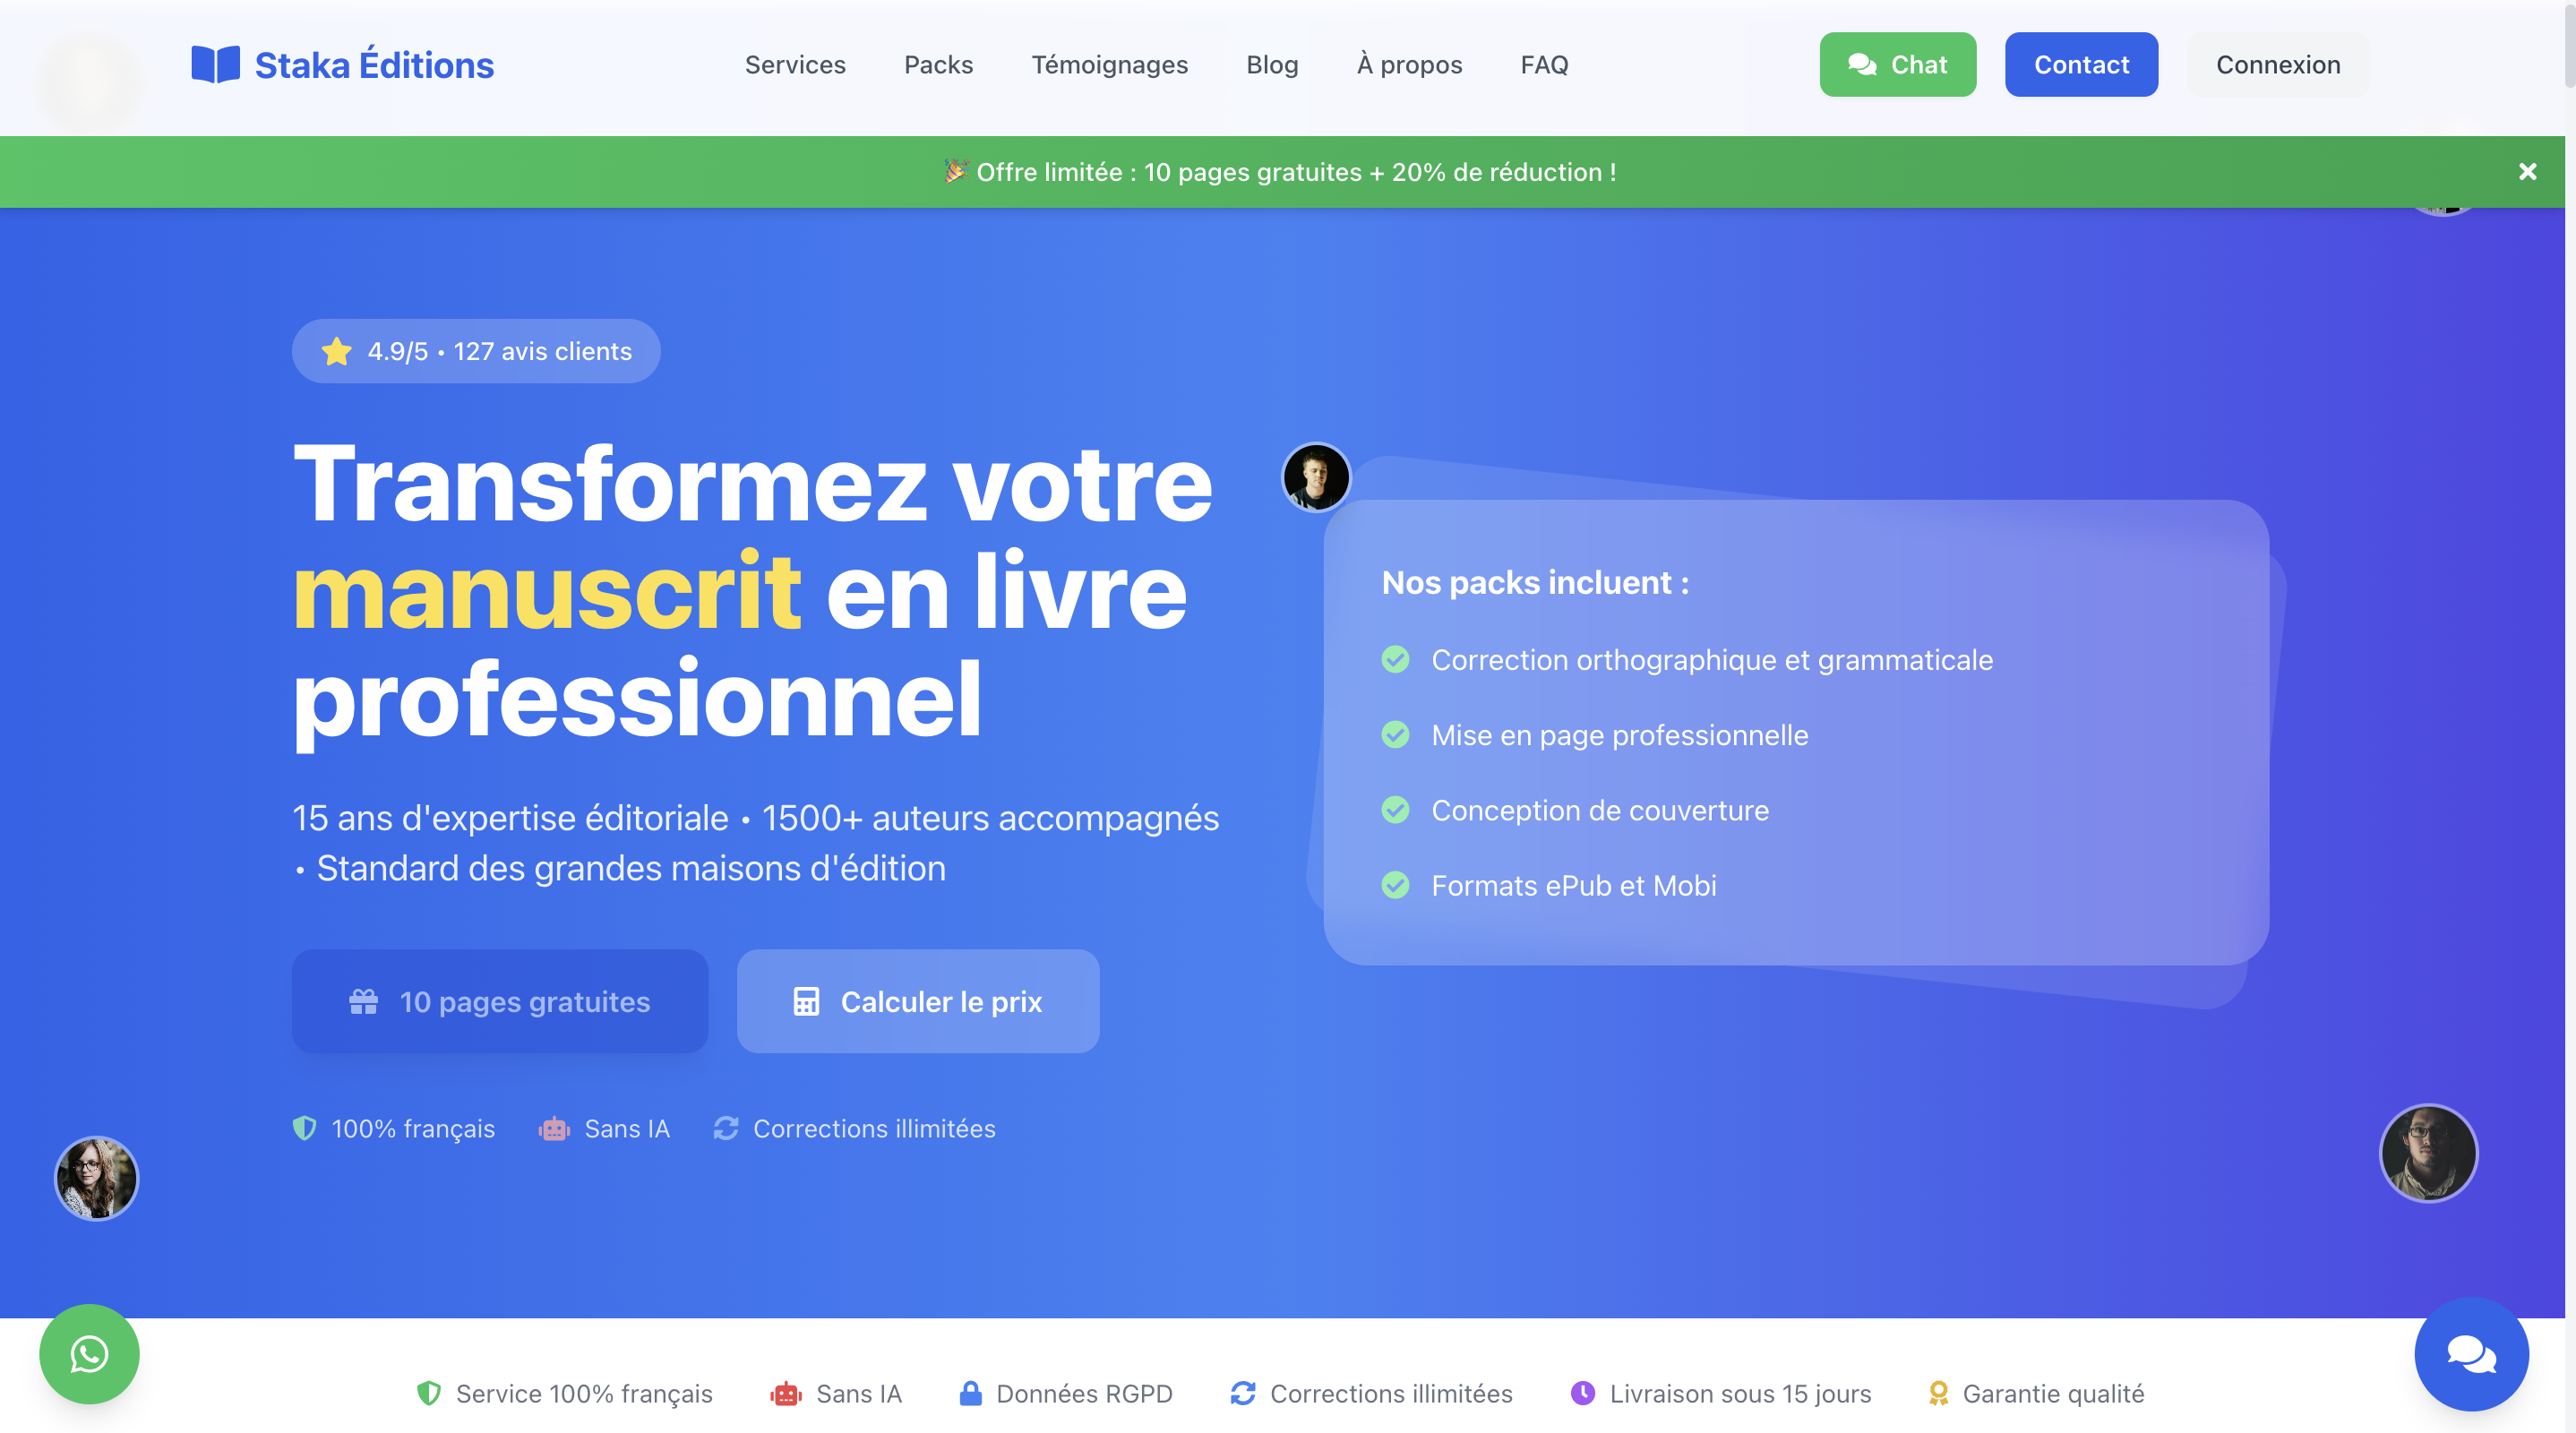 Staka Éditions
Services
Packs
Témoignages
Blog
À propos
FAQ
Chat
Contact
Connexion
🎉 Offre limitée : 10 pages gratuites + 20% de réduction !
4.9/5 • 127 avis clients
Transformez votre
manuscrit en livre
professionnel
15 ans d'expertise éditoriale • 1500+ auteurs accompagnés
• Standard des grandes maisons d'édition
10 pages gratuites
Calculer le prix
100% français
Sans IA
Corrections illimitées
Nos packs incluent :
Correction orthographique et grammaticale
Mise en page professionnelle
Conception de couverture
Formats ePub et Mobi
Service 100% français
Sans IA
Données RGPD
Corrections illimitées
Livraison sous 15 jours
Garantie qualité